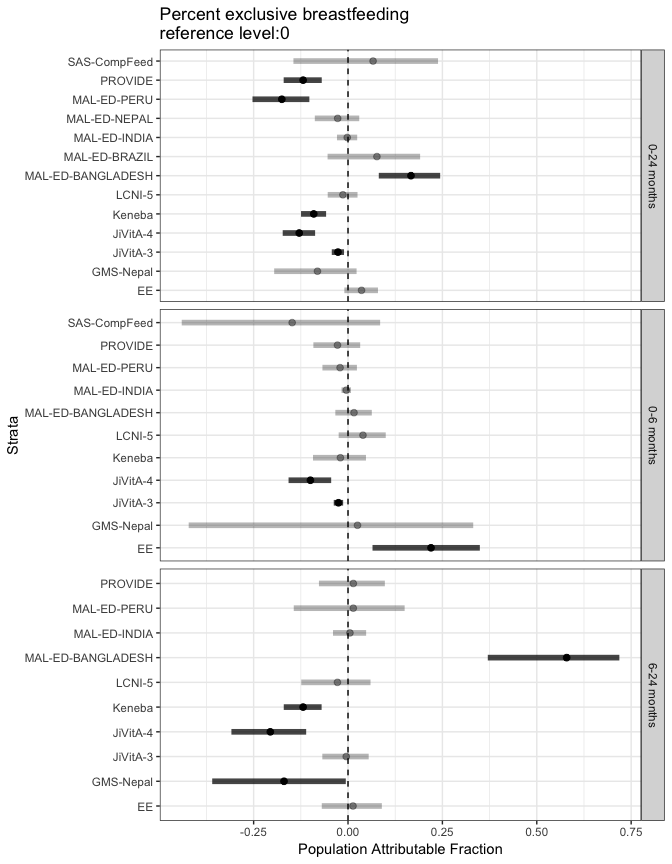 Percent exclusive breastfeeding
reference level:0
SAS-CompFeed
PROVIDE
MAL-ED-PERU
MAL-ED-NEPAL
MAL-ED-INDIA
MAL-ED-BRAZIL
MAL-ED-BANGLADESH
LCNI-5
Keneba
JiVitA-4
JiVitA-3
GMS-Nepal
EE
0-24 months
SAS-CompFeed
PROVIDE
MAL-ED-PERU
MAL-ED-INDIA
MAL-ED-BANGLADESH
LCNI-5
Keneba
JiVitA-4
JiVitA-3
GMS-Nepal
EE
0-6 months
PROVIDE
MAL-ED-PERU
MAL-ED-INDIA
MAL-ED-BANGLADESH
LCNI-5
Keneba
JiVitA-4
JiVitA-3
GMS-Nepal
EE
6-24 months
Strata
-0.25 0.00 0.25 0.50 0.75
Population Attributable Fraction